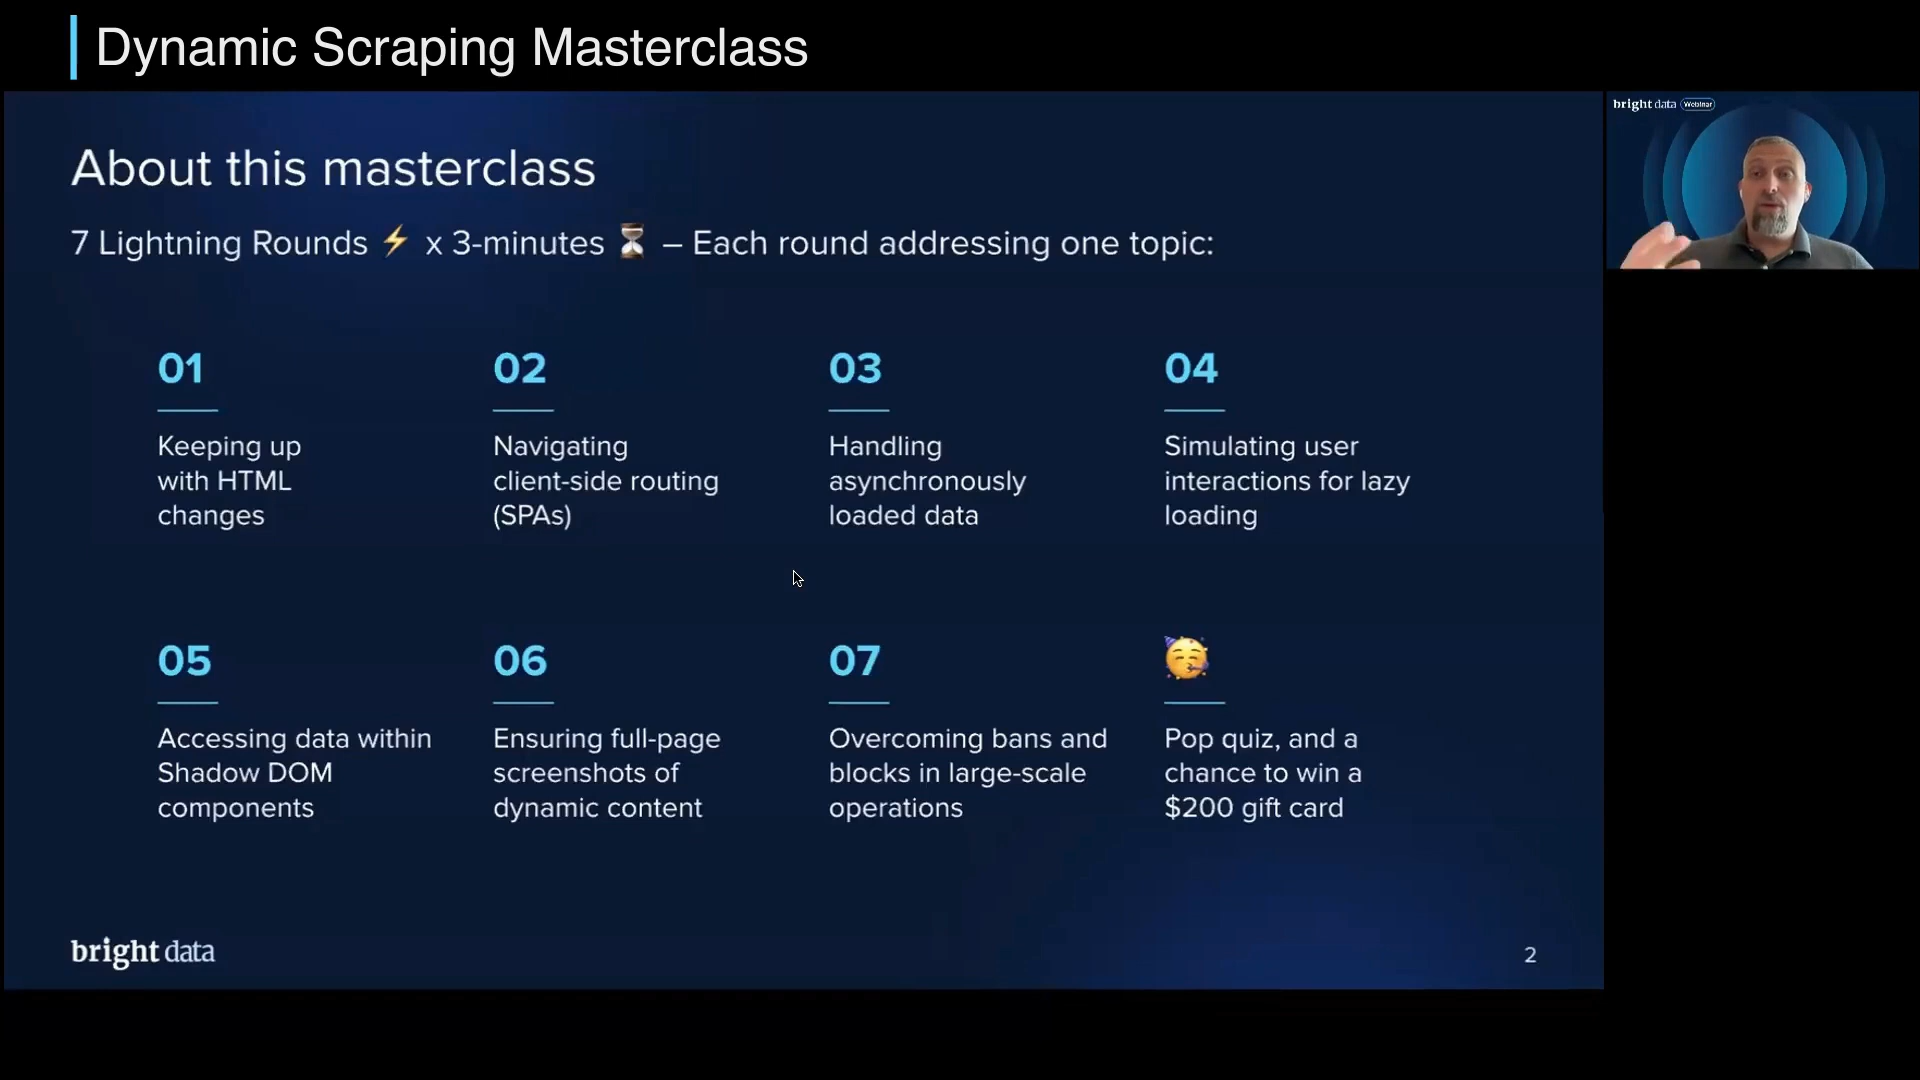 Dynamic Scraping Masterclass
bright data Webinar
About this masterclass
7 Lightning Rounds ⚡ x 3-minutes ⏳ – Each round addressing one topic:
01
Keeping up
with HTML
changes
02
Navigating
client-side routing
(SPAs)
03
Handling
asynchronously
loaded data
04
Simulating user
interactions for lazy
loading
05
Accessing data within
Shadow DOM
components
06
Ensuring full-page
screenshots of
dynamic content
07
Overcoming bans and
blocks in large-scale
operations
🥳
Pop quiz, and a
chance to win a
$200 gift card
bright data
2